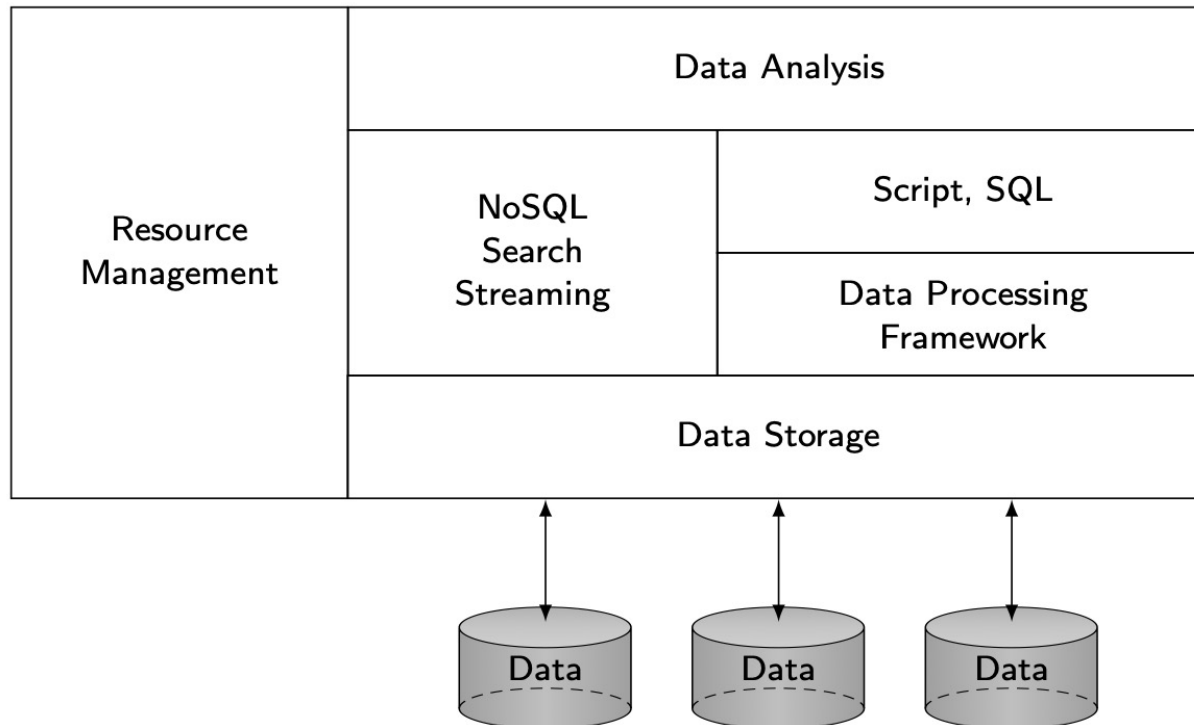 Data Analysis
Resource
Management
NoSQL
Search
Streaming
Script, SQL
Data Processing
Framework
Data Storage
Data
Data
Data